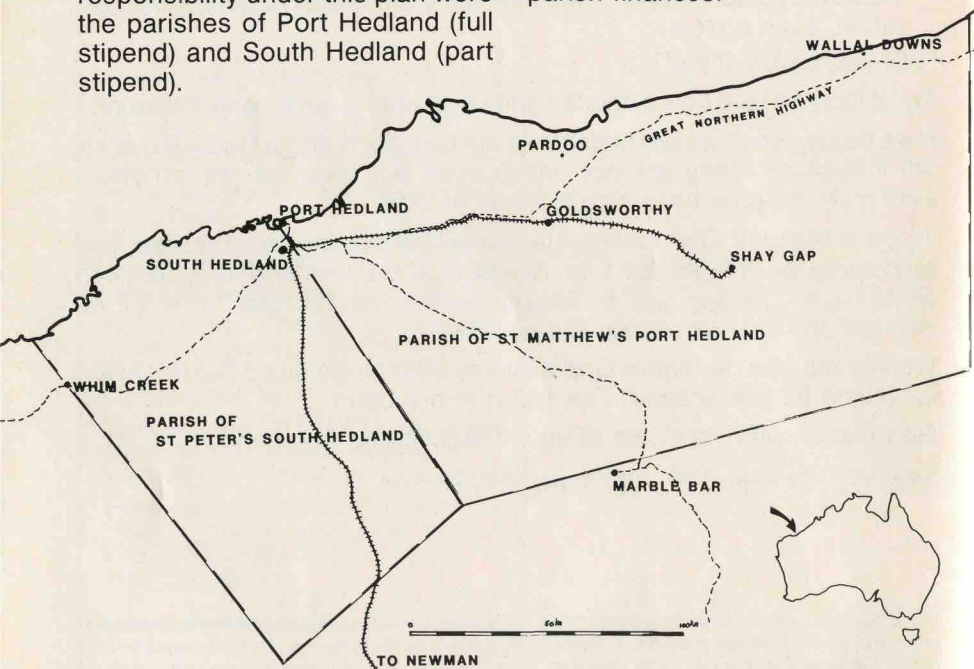 responsibility under this plan were
the parishes of Port Hedland (full
stipend) and South Hedland (part
stipend).
parish finances.
WALLAL DOWNS
GREAT NORTHERN HIGHWAY
PARDOO
PORT HEDLAND
GOLDSWORTHY
SOUTH HEDLAND
SHAY GAP
PARISH OF ST MATTHEW'S PORT HEDLAND
WHIM CREEK
PARISH OF
ST PETER'S SOUTH HEDLAND
MARBLE BAR
0 50km 100km
TO NEWMAN